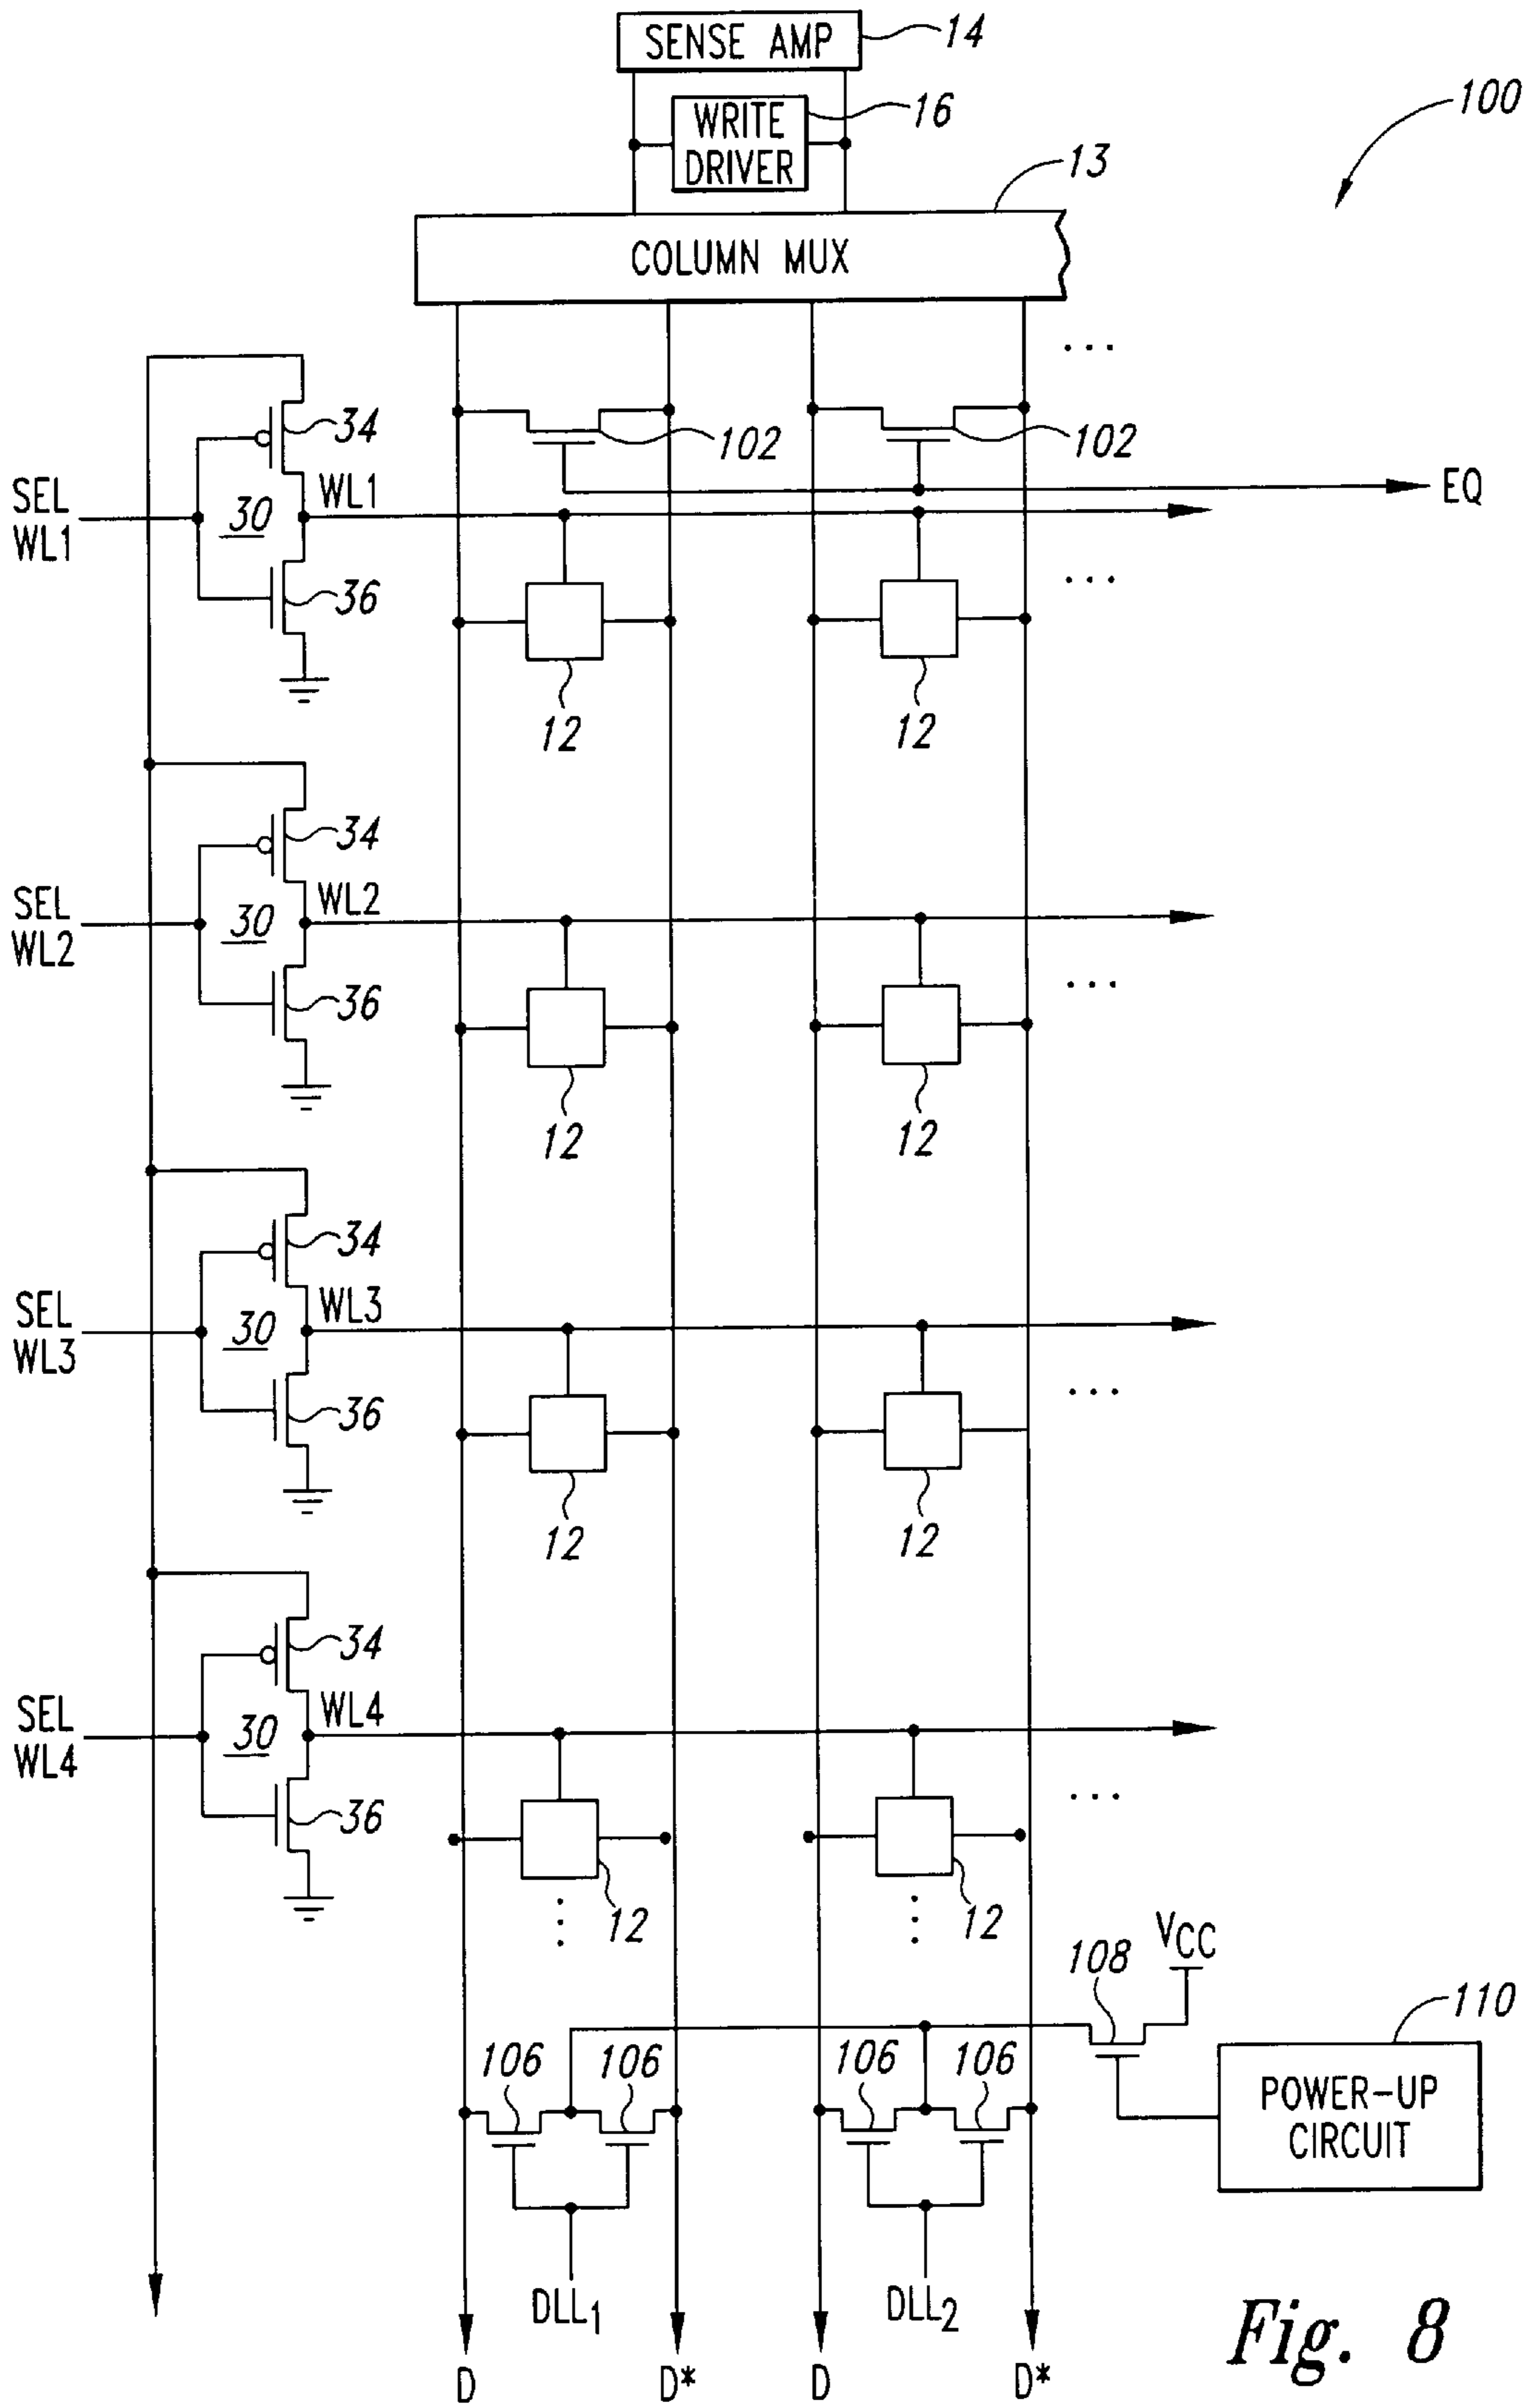 SENSE AMP
14
WRITE
DRIVER
16
100
13
COLUMN MUX
...
34
102
102
SEL
WL1
30
WL1
EQ
36
...
12
12
34
SEL
WL2
30
WL2
36
...
12
12
34
SEL
WL3
30
WL3
36
...
12
12
34
SEL
WL4
30
WL4
36
...
12
12
108
VCC
110
106
106
106
106
POWER-UP
CIRCUIT
DLL1
DLL2
D
D*
D
D*
Fig. 8